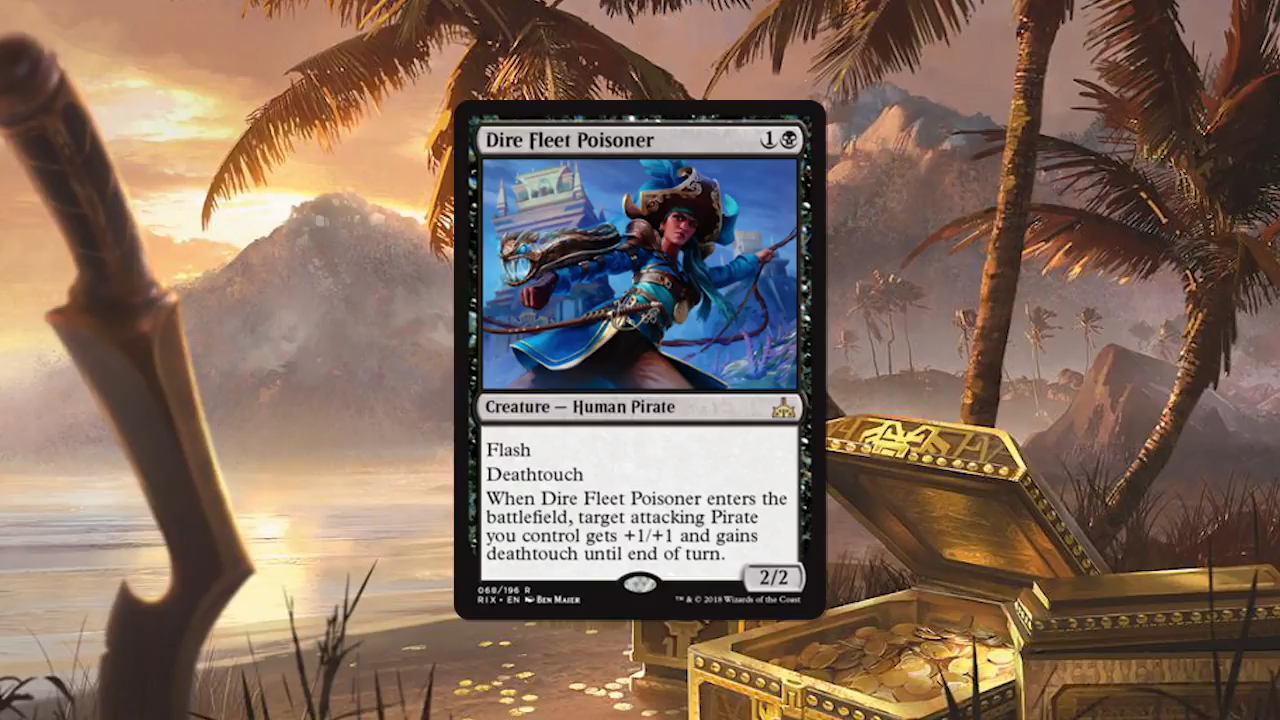 Dire Fleet Poisoner 1
Creature — Human Pirate
Flash
Deathtouch
When Dire Fleet Poisoner enters the
battlefield, target attacking Pirate
you control gets +1/+1 and gains
deathtouch until end of turn.
2/2
068/196 R
RIX • EN Ben Maier
™ & © 2018 Wizards of the Coast